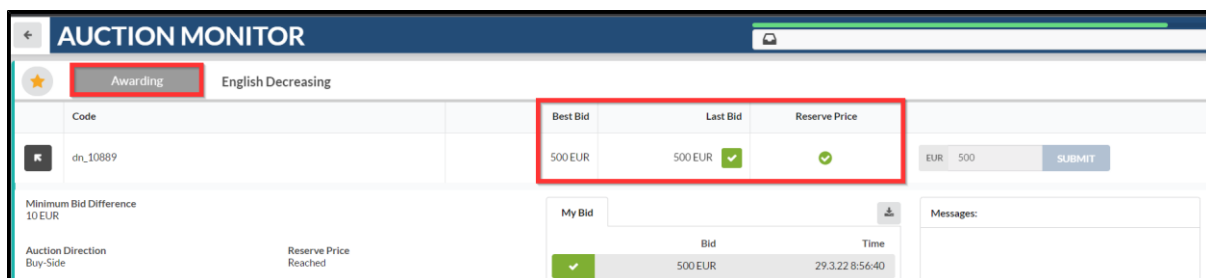 AUCTION MONITOR
Awarding English Decreasing
Code Best Bid Last Bid Reserve Price
dn_10889 500 EUR 500 EUR EUR 500 SUBMIT
Minimum Bid Difference
10 EUR
My Bid Messages:
Auction Direction Reserve Price
Buy-Side Reached
Bid Time
500 EUR 29.3.22 8:56:40